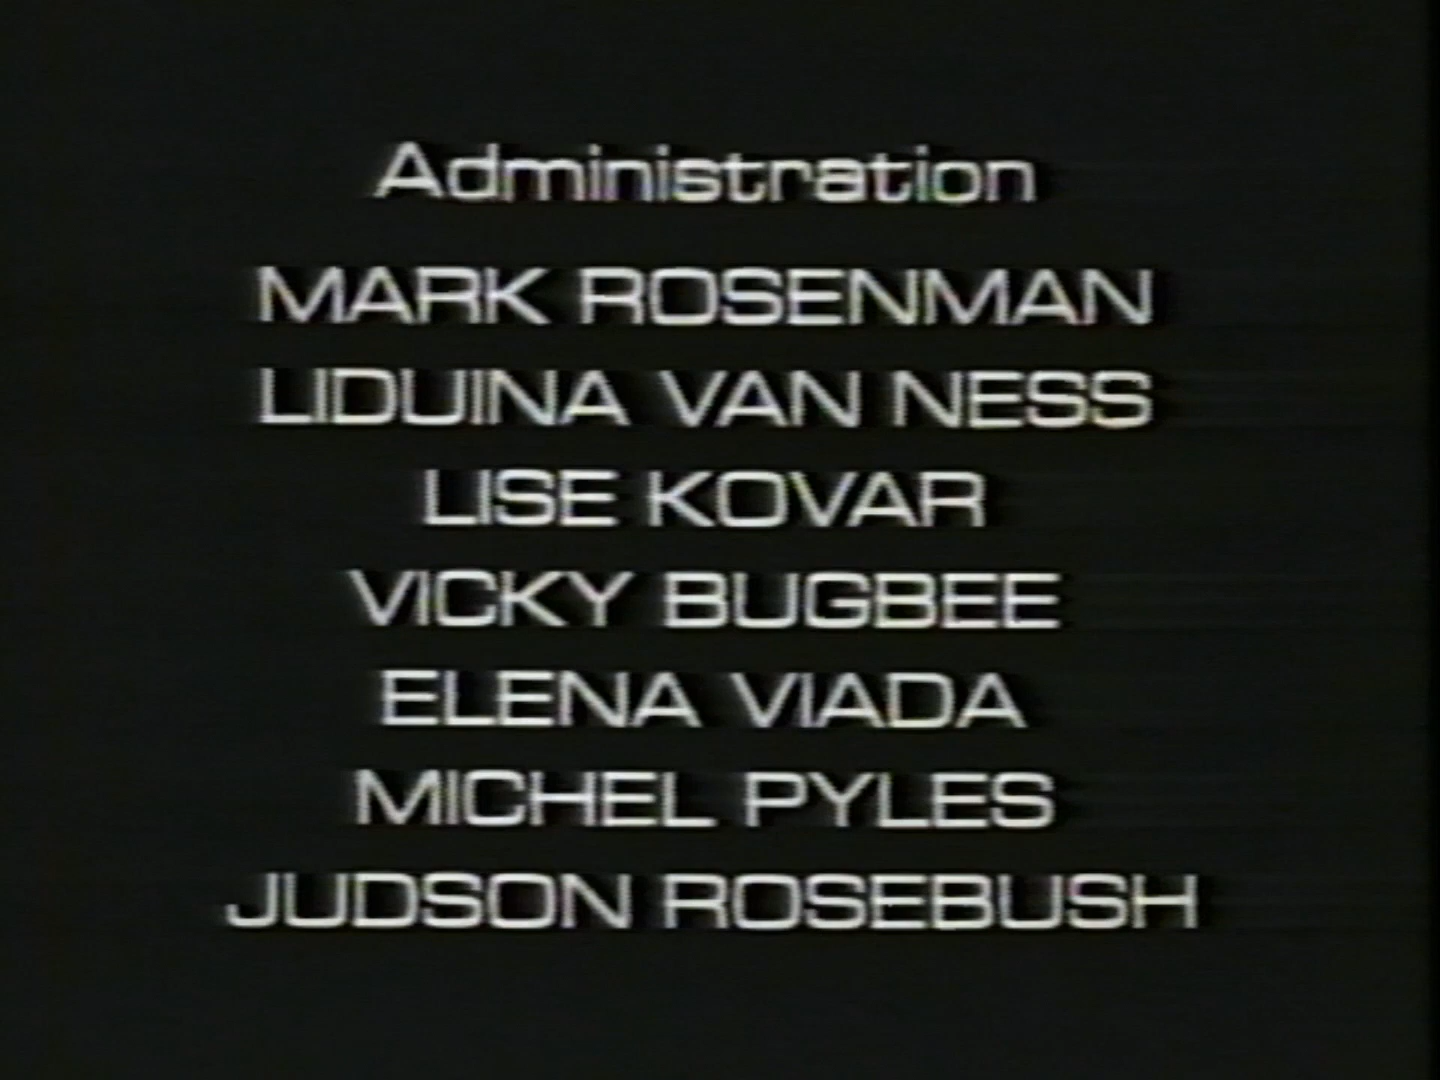 Administration
MARK ROSENMAN
LIDUINA VAN NESS
LISE KOVAR
VICKY BUGBEE
ELENA VIADA
MICHEL PYLES
JUDSON ROSEBUSH